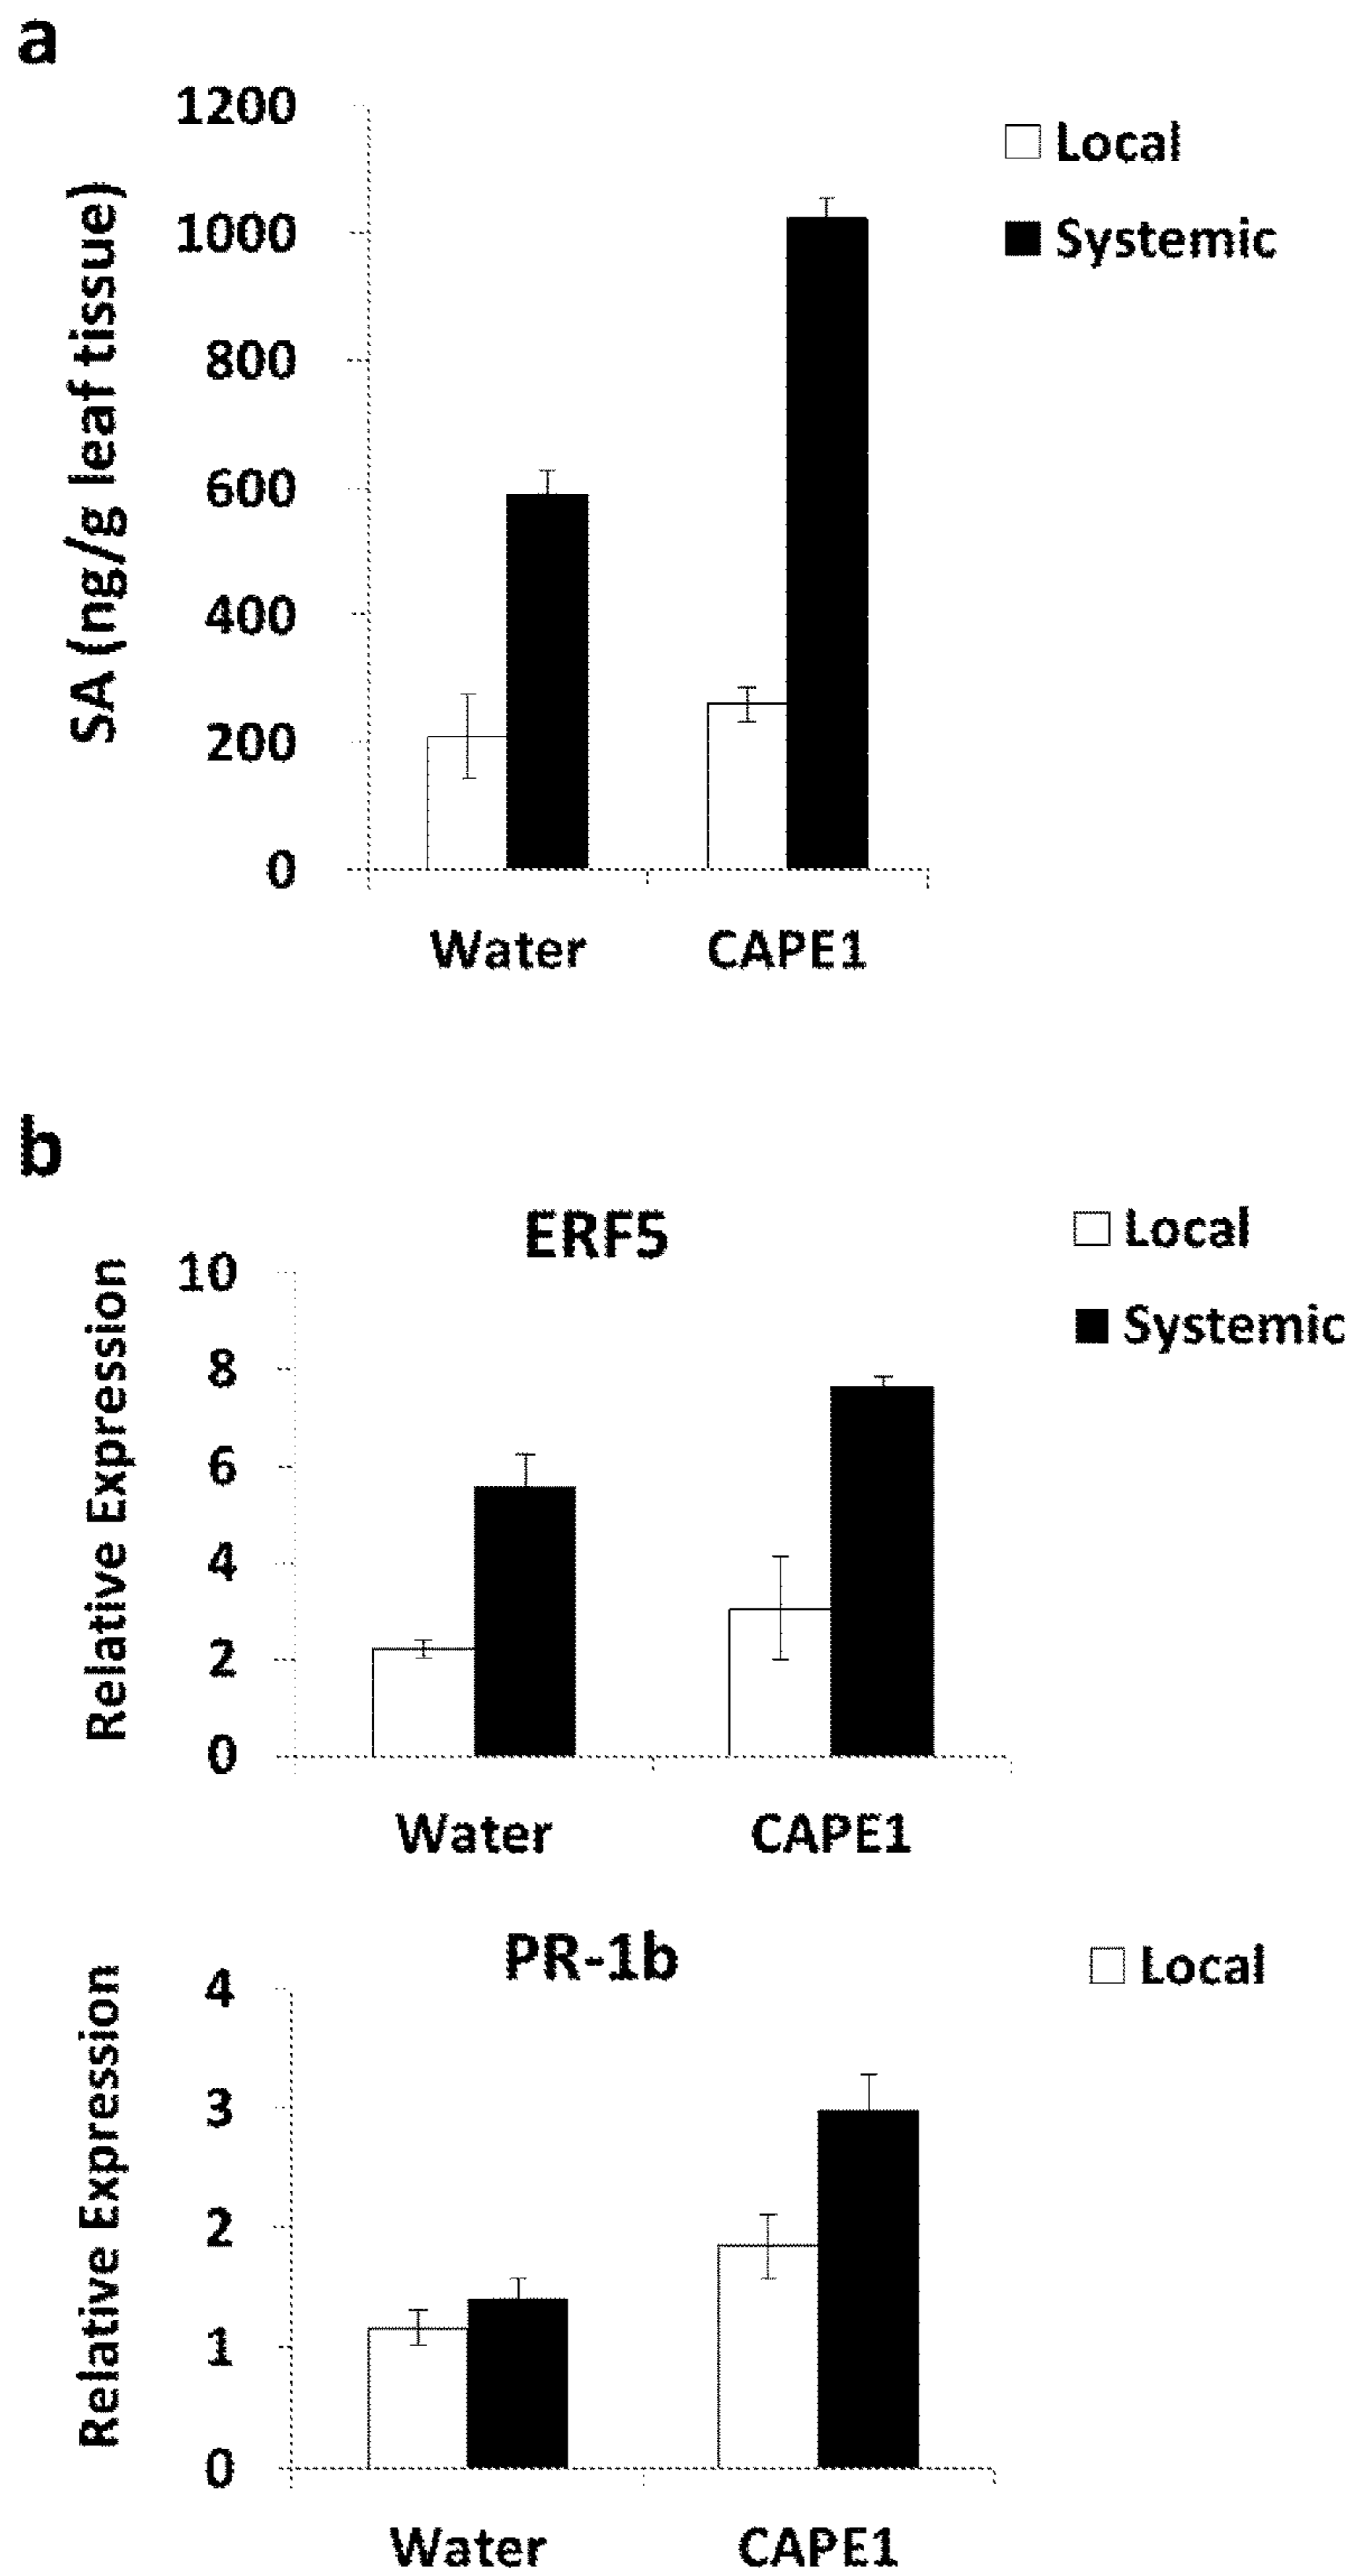 a
SA (ng/g leaf tissue)
1200
1000
800
600
400
200
0
Local
Systemic
Water CAPE1
b
ERF5
Relative Expression
10
8
6
4
2
0
Local
Systemic
Water CAPE1
PR-1b
Relative Expression
4
3
2
1
0
Local
Water CAPE1